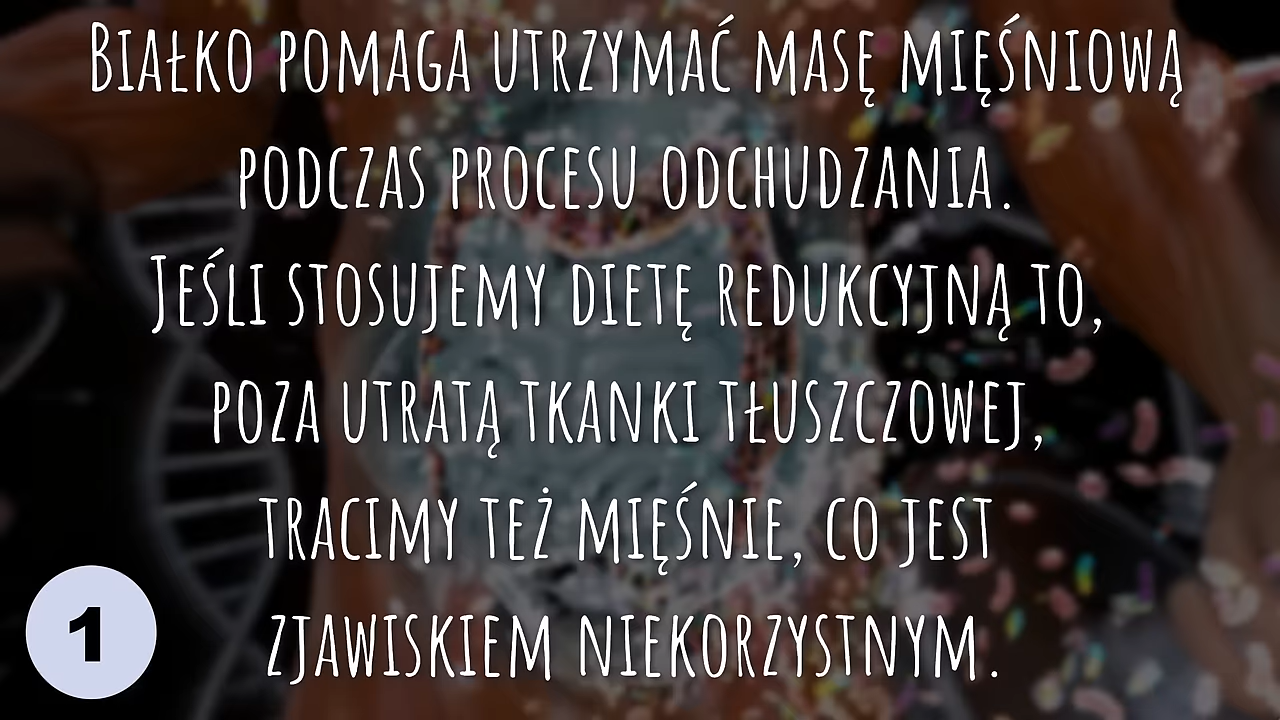 Białko pomaga utrzymać masę mięśniową
podczas procesu odchudzania.
Jeśli stosujemy dietę redukcyjną to,
poza utratą tkanki tłuszczowej,
tracimy też mięśnie, co jest
zjawiskiem niekorzystnym.
1